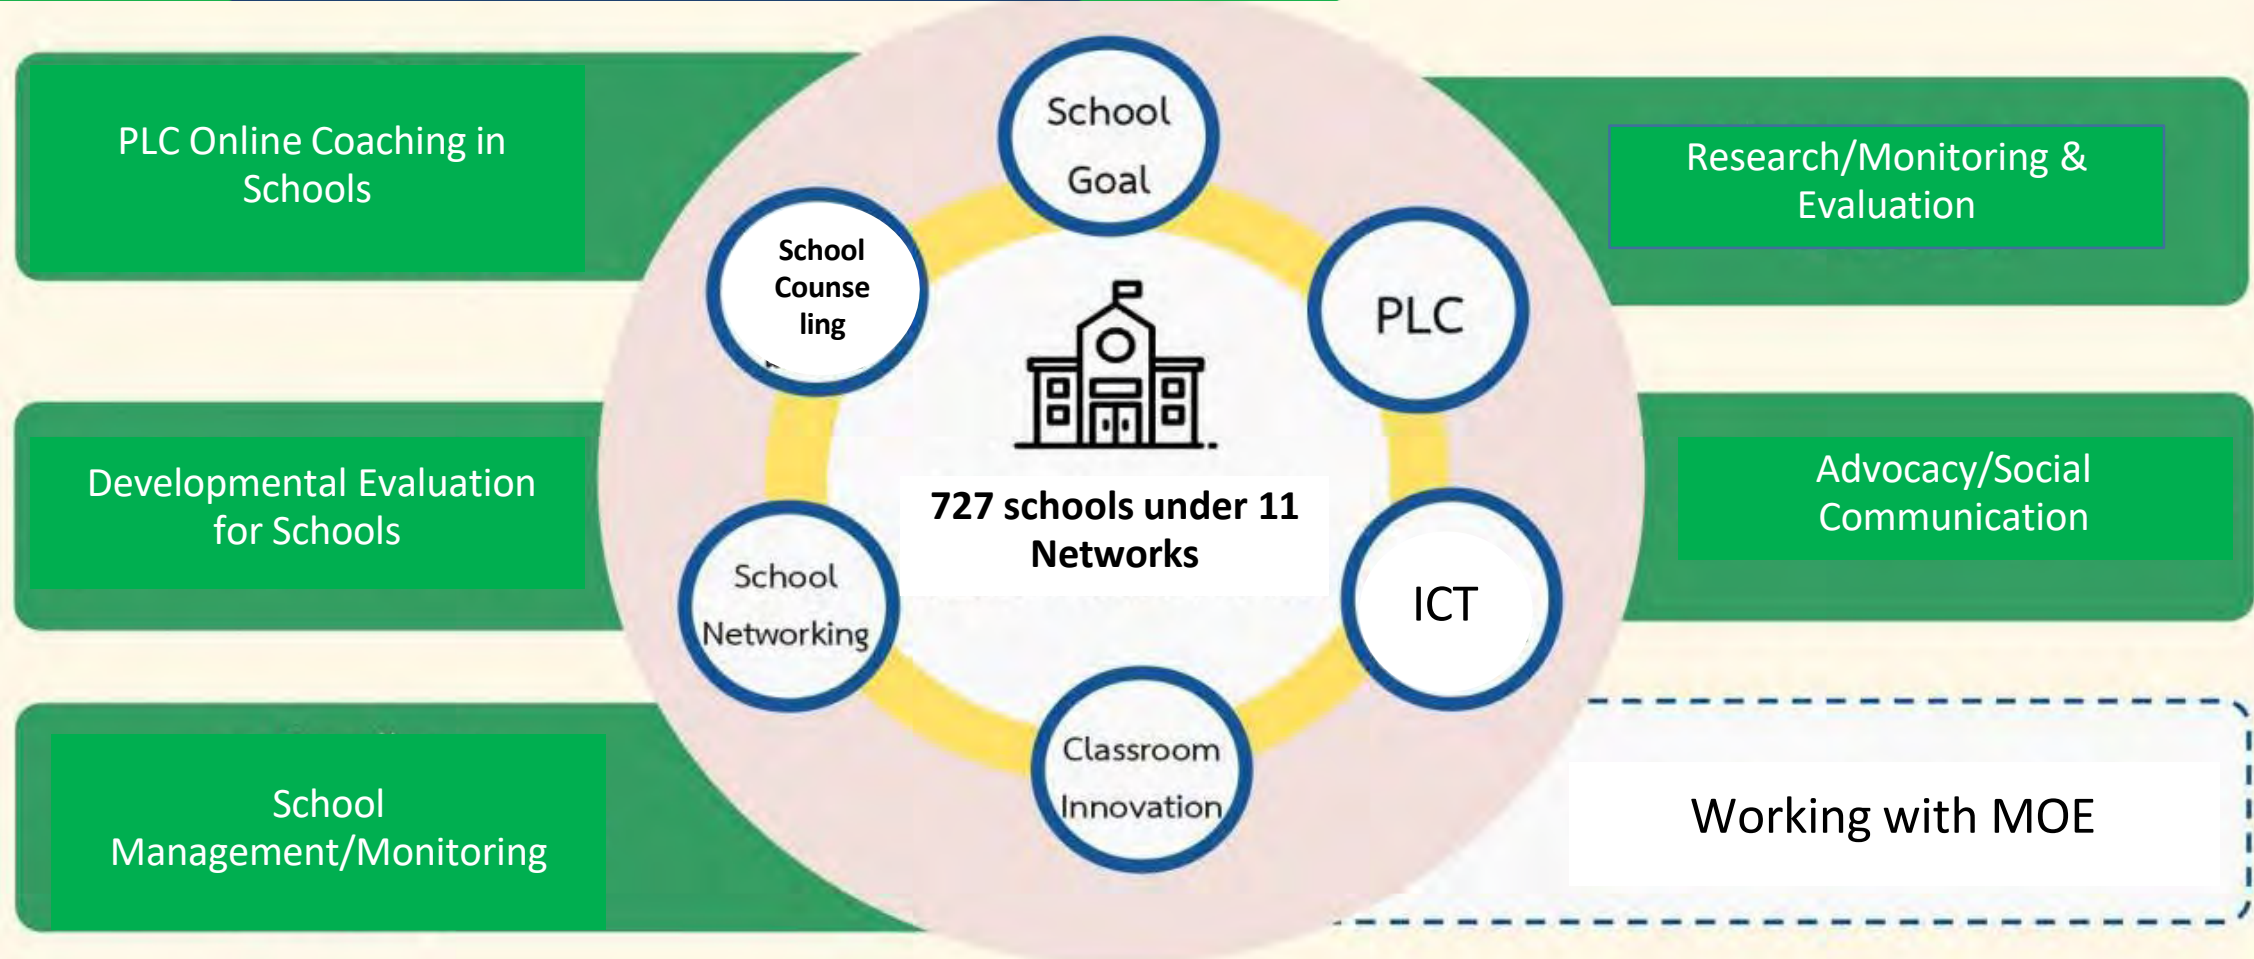 PLC Online Coaching in
Schools
Developmental Evaluation
for Schools
School
Management/Monitoring
School
Goal
School
Counse
ling
PLC
727 schools under 11
Networks
School
Networking
ICT
Classroom
Innovation
Research/Monitoring &
Evaluation
Advocacy/Social
Communication
Working with MOE